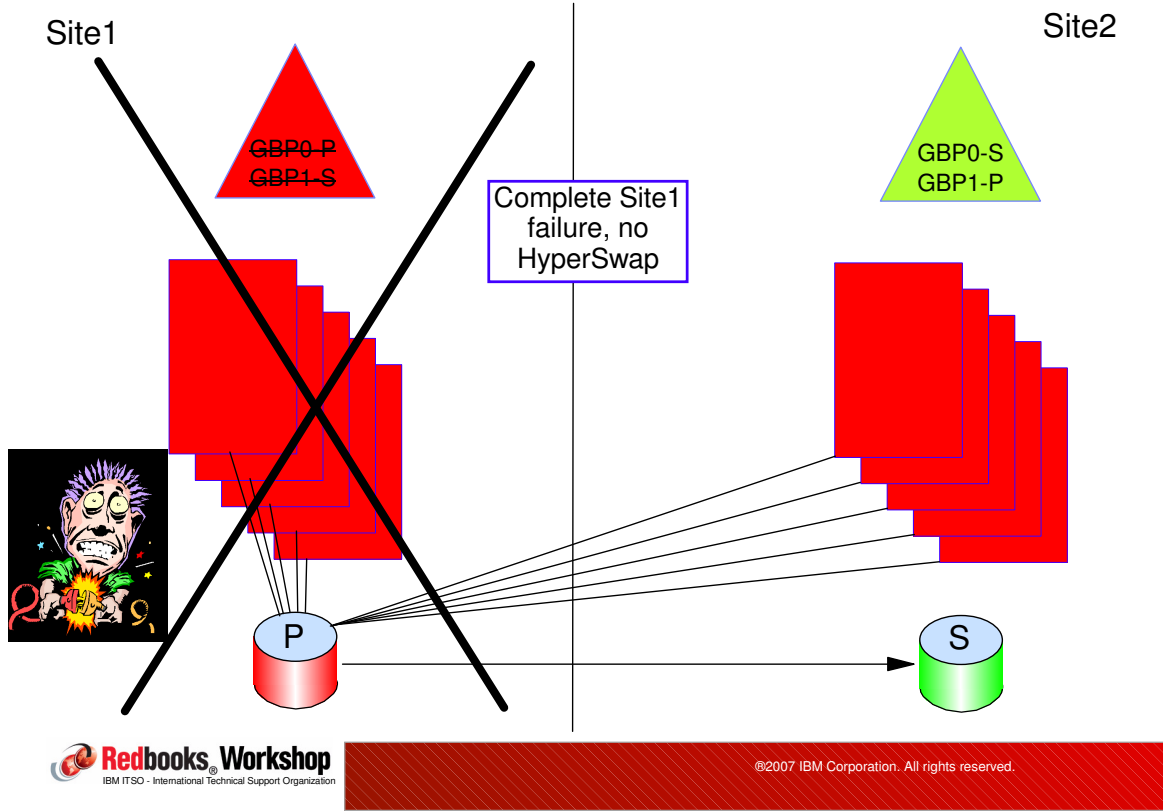 Site1
Site2
GBP0-P
GBP1-S
GBP0-S
GBP1-P
Complete Site1
failure, no
HyperSwap
P
S
Redbooks® Workshop
IBM ITSO - International Technical Support Organization
®2007 IBM Corporation. All rights reserved.